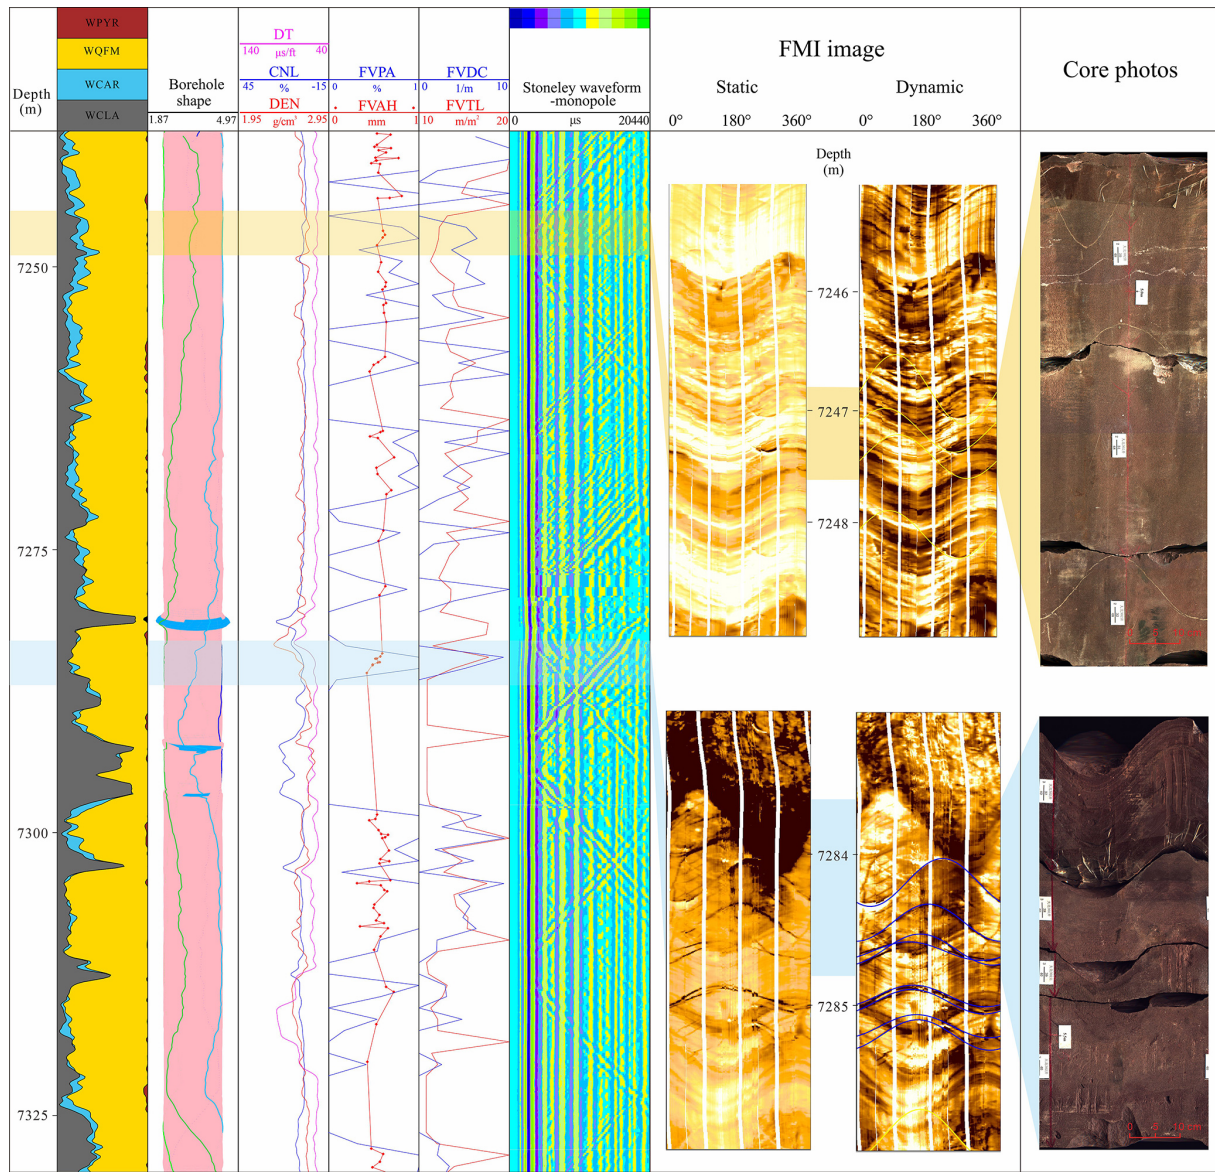 Depth
(m)
WPYR
WQFM
WCAR
WCLA
Borehole
shape
1.87 4.97
DT
140 μs/ft 40
CNL
45 % -15
DEN
1.95 g/cm³ 2.95
FVPA
0 % 1
FVAH
0 mm 1
FVDC
0 1/m 10
FVTL
10 m/m² 20
Stoneley waveform
-monopole
0 μs 20440
FMI image
Static Dynamic
0° 180° 360° 0° 180° 360°
Core photos
Depth
(m)
7250
7275
7300
7325
7246
7247
7248
7284
7285